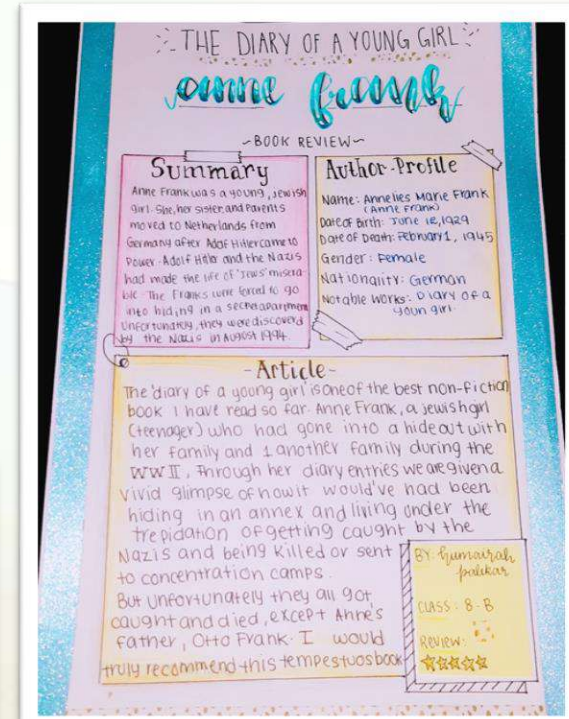 THE DIARY OF A YOUNG GIRL
anne frank
~BOOK REVIEW~
Summary
Anne Frank was a young, Jewish
girl. She, her sister, and Parents
moved to Netherlands from
Germany after Adolf Hitler came to
Power. Adolf Hitler and the Nazis
had made the life of 'Jews' misera-
ble. The Franks were forced to go
into hiding in a secret apartment
Unfortunatly, they were discoverd
by the Nazis in August 1994.
Author-Profile
Name: Annelies Marie Frank
(Anne Frank)
Date of Birth: June 12, 1929
Date of Death: February 1, 1945
Gender: Female
Nationality: German
Notable Works: Diary of a
youn girl.
-Article-
The 'diary of a young girl' is one of the best non-fiction
book I have read so far. Anne Frank, a jewish girl
(teenager) who had gone into a hideout with
her family and 1 another family during the
WW II, Through her diary entries we are given a
vivid glimpse of how it would've had been
hiding in an annex and living under the
trepidation of getting caught by the
Nazis and being killed or sent
to concentration camps.
But unfortunately they all got
caught and died, except Anne's
father, Otto Frank. I would
truly recommend this tempestuos book
BY: humairah
palekar
CLASS: 8-B
Review: